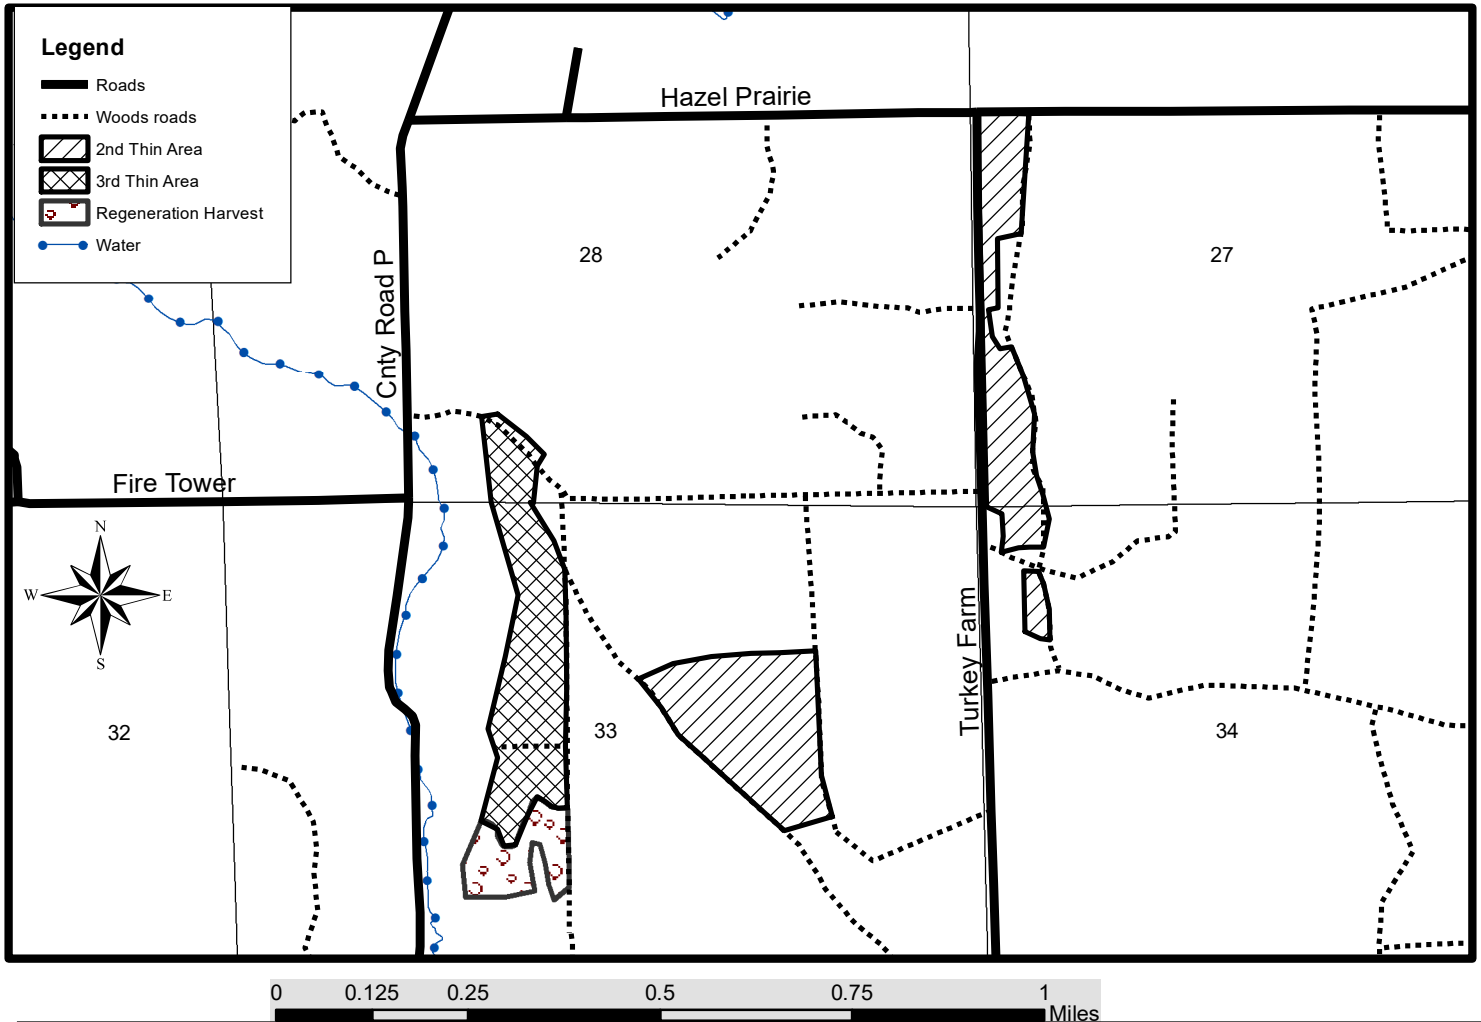 Legend
Roads
Woods roads
2nd Thin Area
3rd Thin Area
Regeneration Harvest
Water
Hazel Prairie
28
27
Cnty Road P
Fire Tower
N
W
E
S
Turkey Farm
32
33
34
0 0.125 0.25 0.5 0.75 1
Miles